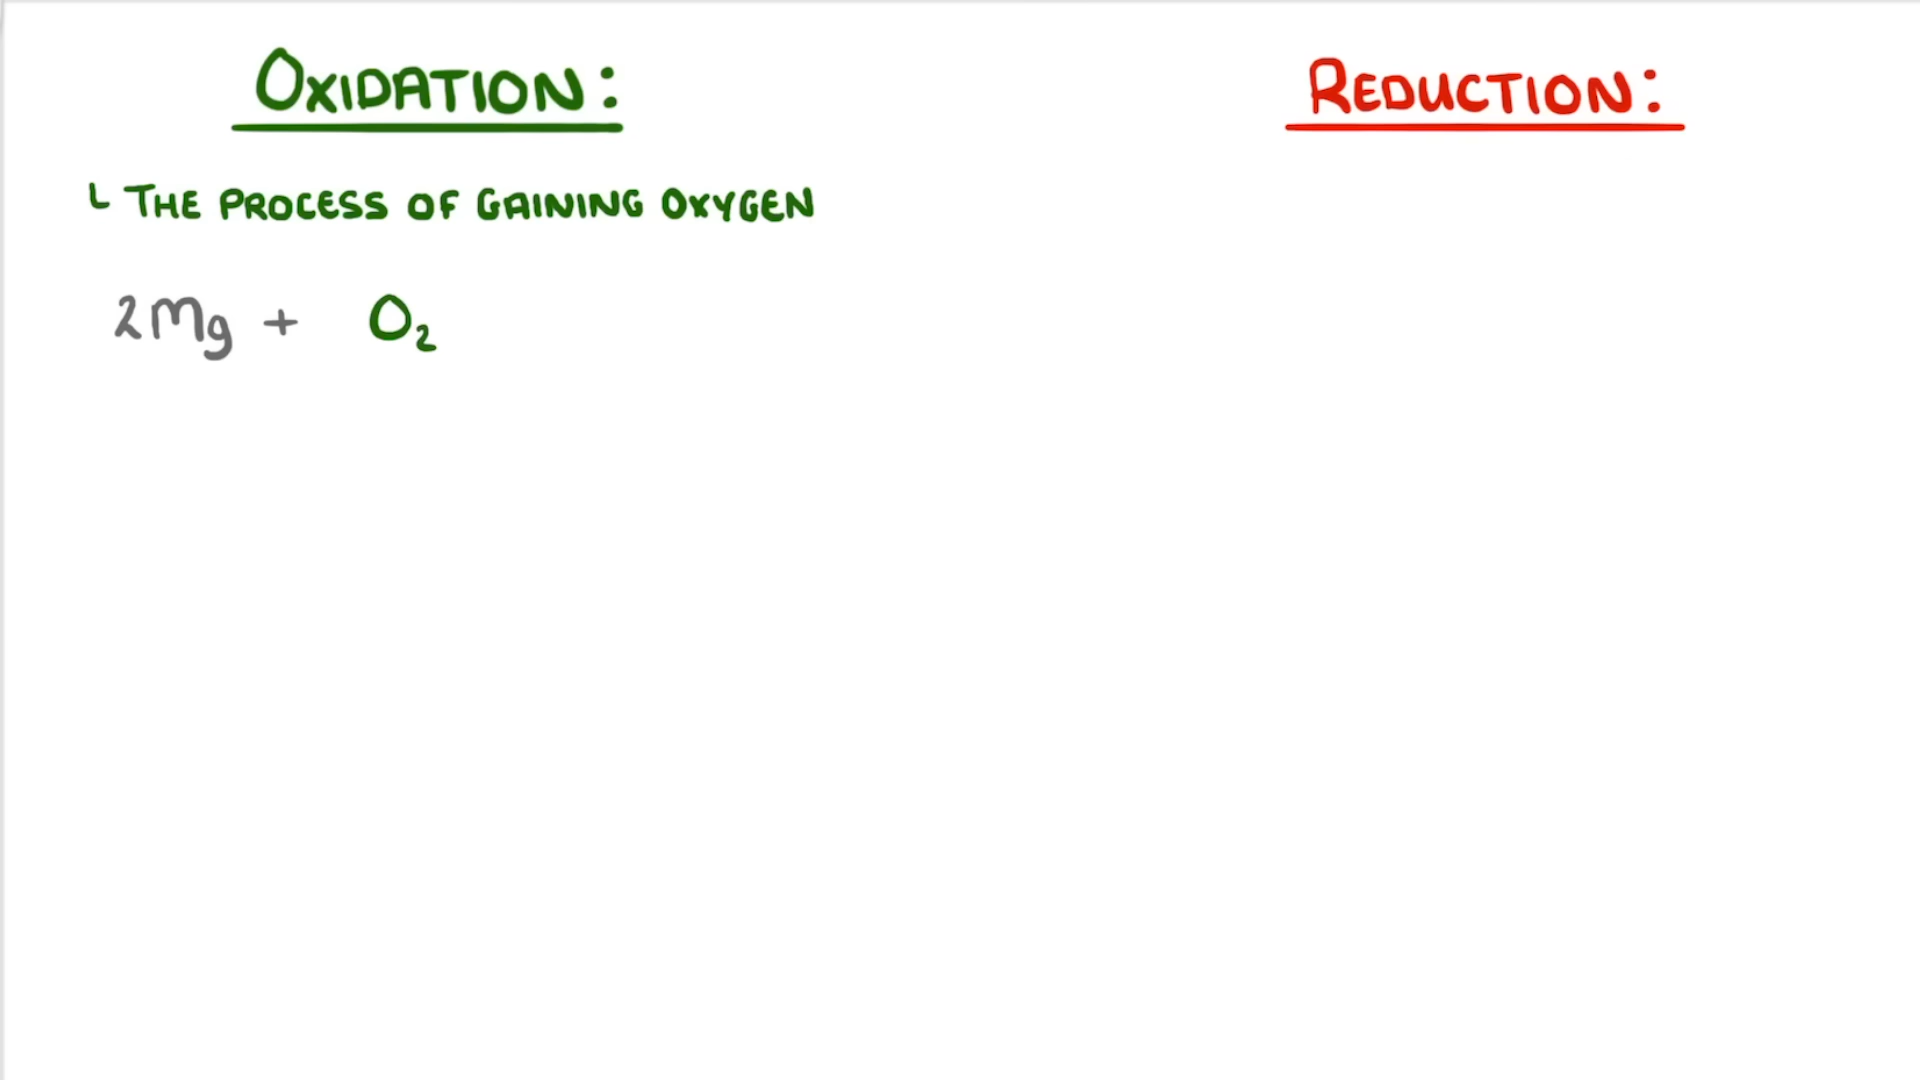 OXIDATION:
REDUCTION:
└ THE PROCESS OF GAINING OXYGEN
2Mg + O₂